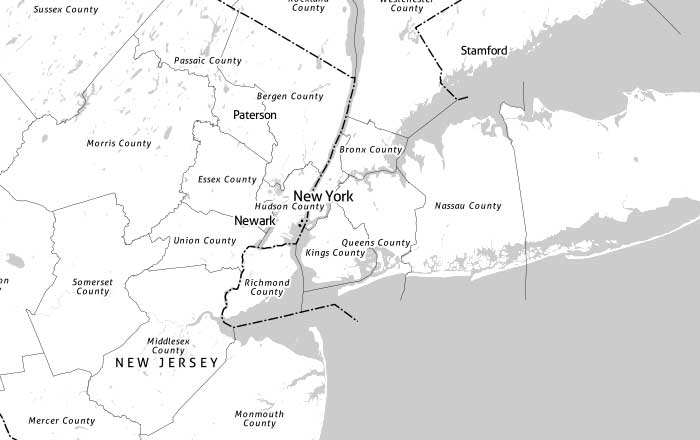 Rockland
County
Westchester
County
Sussex County
Stamford
Passaic County
Bergen County
Paterson
Morris County
Bronx County
Essex County
New York
Hudson County
Nassau County
Newark
Union County
Queens County
Kings County
Somerset
County
Richmond
County
Middlesex
County
NEW JERSEY
Mercer County
Monmouth
County